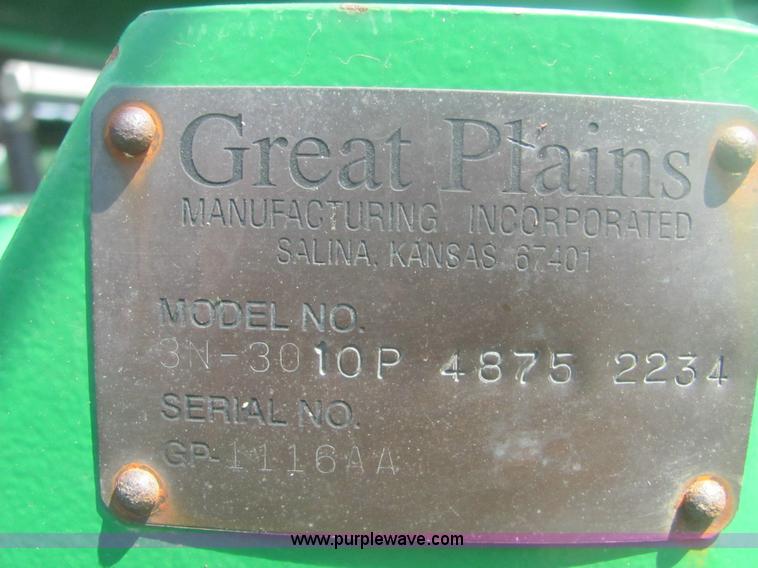 Great Plains
MANUFACTURING INCORPORATED
SALINA, KANSAS 67401
MODEL NO.
3N-3010P 4875 2234
SERIAL NO.
GP-1116AA
www.purplewave.com